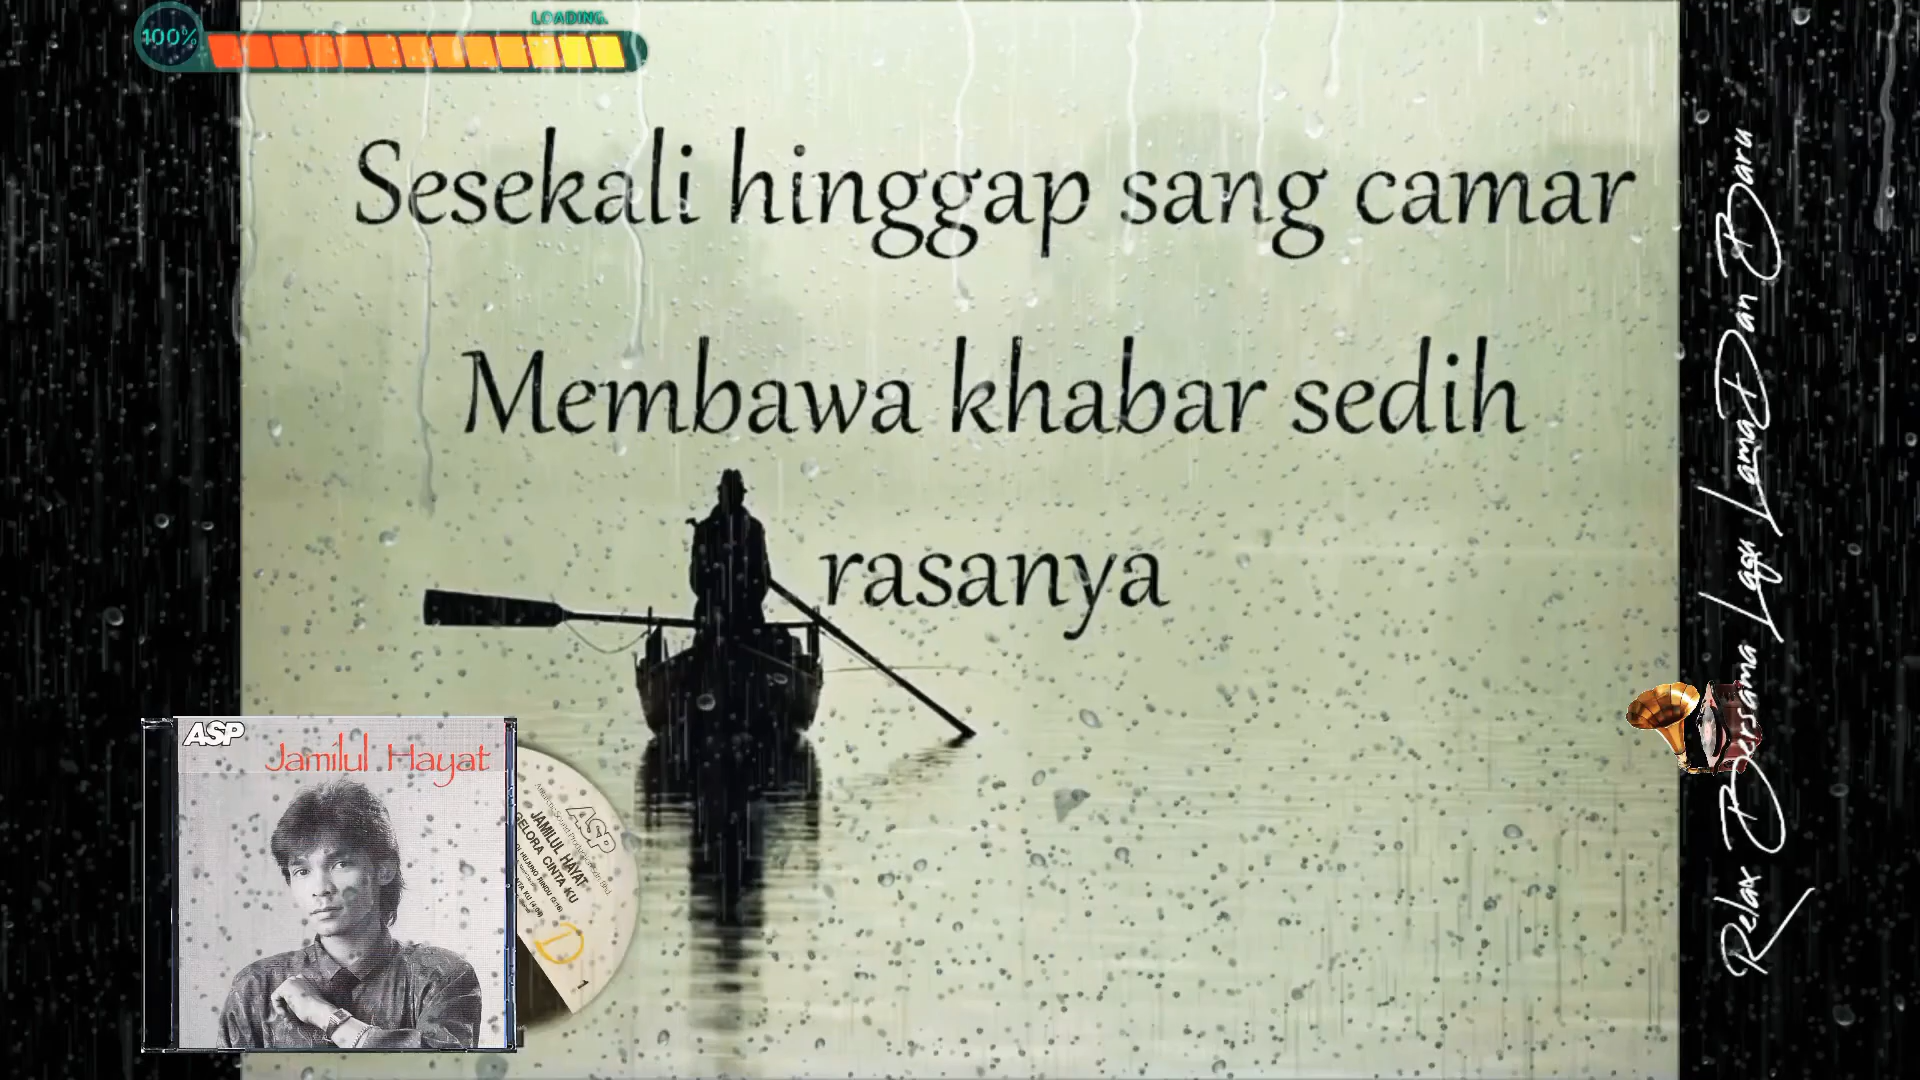 LOADING.
100%
Sesekali hinggap sang camar
Membawa khabar sedih
rasanya
Relax Bersama Lagu Lama Dan Baru
ASP
Jamilul Hayat
ASP
JAMILUL HAYAT
GELORA CINTA KU
1